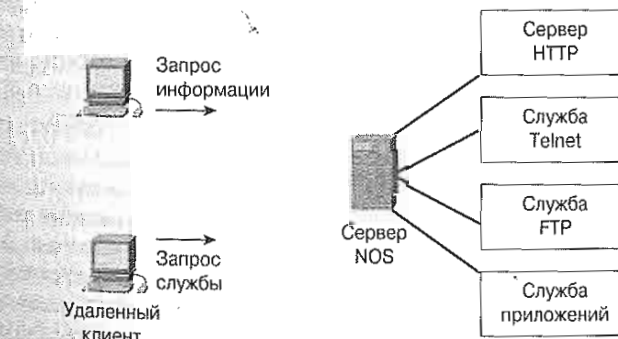 Запрос
информации
Запрос
службы
Удаленный
клиент
Сервер
NOS
Сервер
HTTP
Служба
Telnet
Служба
FTP
Служба
приложений